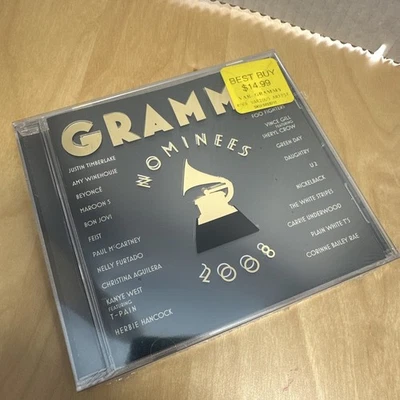 GRAMM
BEST BUY
$14.99
NOMINEES
2008
JUSTIN TIMBERLAKE
AMY WINEHOUSE
BEYONCÉ
MAROON 5
BON JOVI
FEIST
PAUL McCARTNEY
NELLY FURTADO
CHRISTINA AGUILERA
KANYE WEST
FEATURING
T-PAIN
HERBIE HANCOCK
FOO FIGHTERS
VINCE GILL
FEATURING
SHERYL CROW
GREEN DAY
DAUGHTRY
U2
NICKELBACK
THE WHITE STRIPES
CARRIE UNDERWOOD
PLAIN WHITE T'S
CORINNE BAILEY RAE